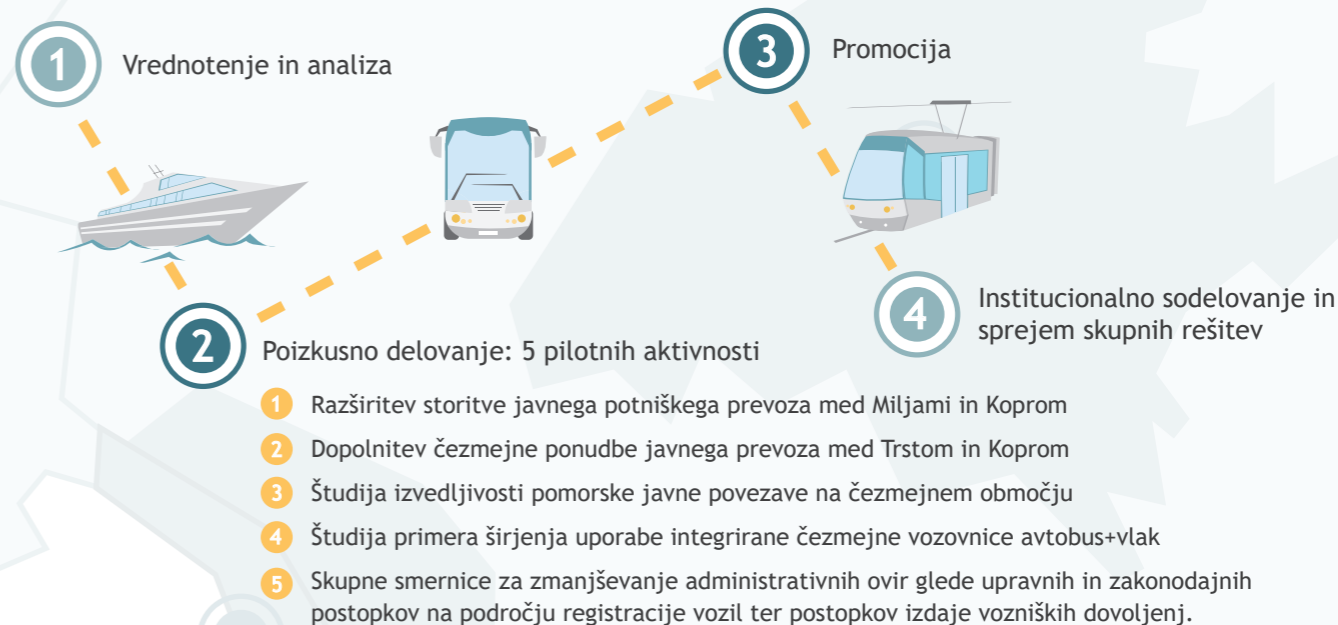 1 Vrednotenje in analiza
3 Promocija
4 Institucionalno sodelovanje in
sprejem skupnih rešitev
2 Poizkusno delovanje: 5 pilotnih aktivnosti
1 Razširitev storitve javnega potniškega prevoza med Miljami in Koprom
2 Dopolnitev čezmejne ponudbe javnega prevoza med Trstom in Koprom
3 Študija izvedljivosti pomorske javne povezave na čezmejnem območju
4 Študija primera širjenja uporabe integrirane čezmejne vozovnice avtobus+vlak
5 Skupne smernice za zmanjševanje administrativnih ovir glede upravnih in zakonodajnih
postopkov na področju registracije vozil ter postopkov izdaje vozniških dovoljenj.